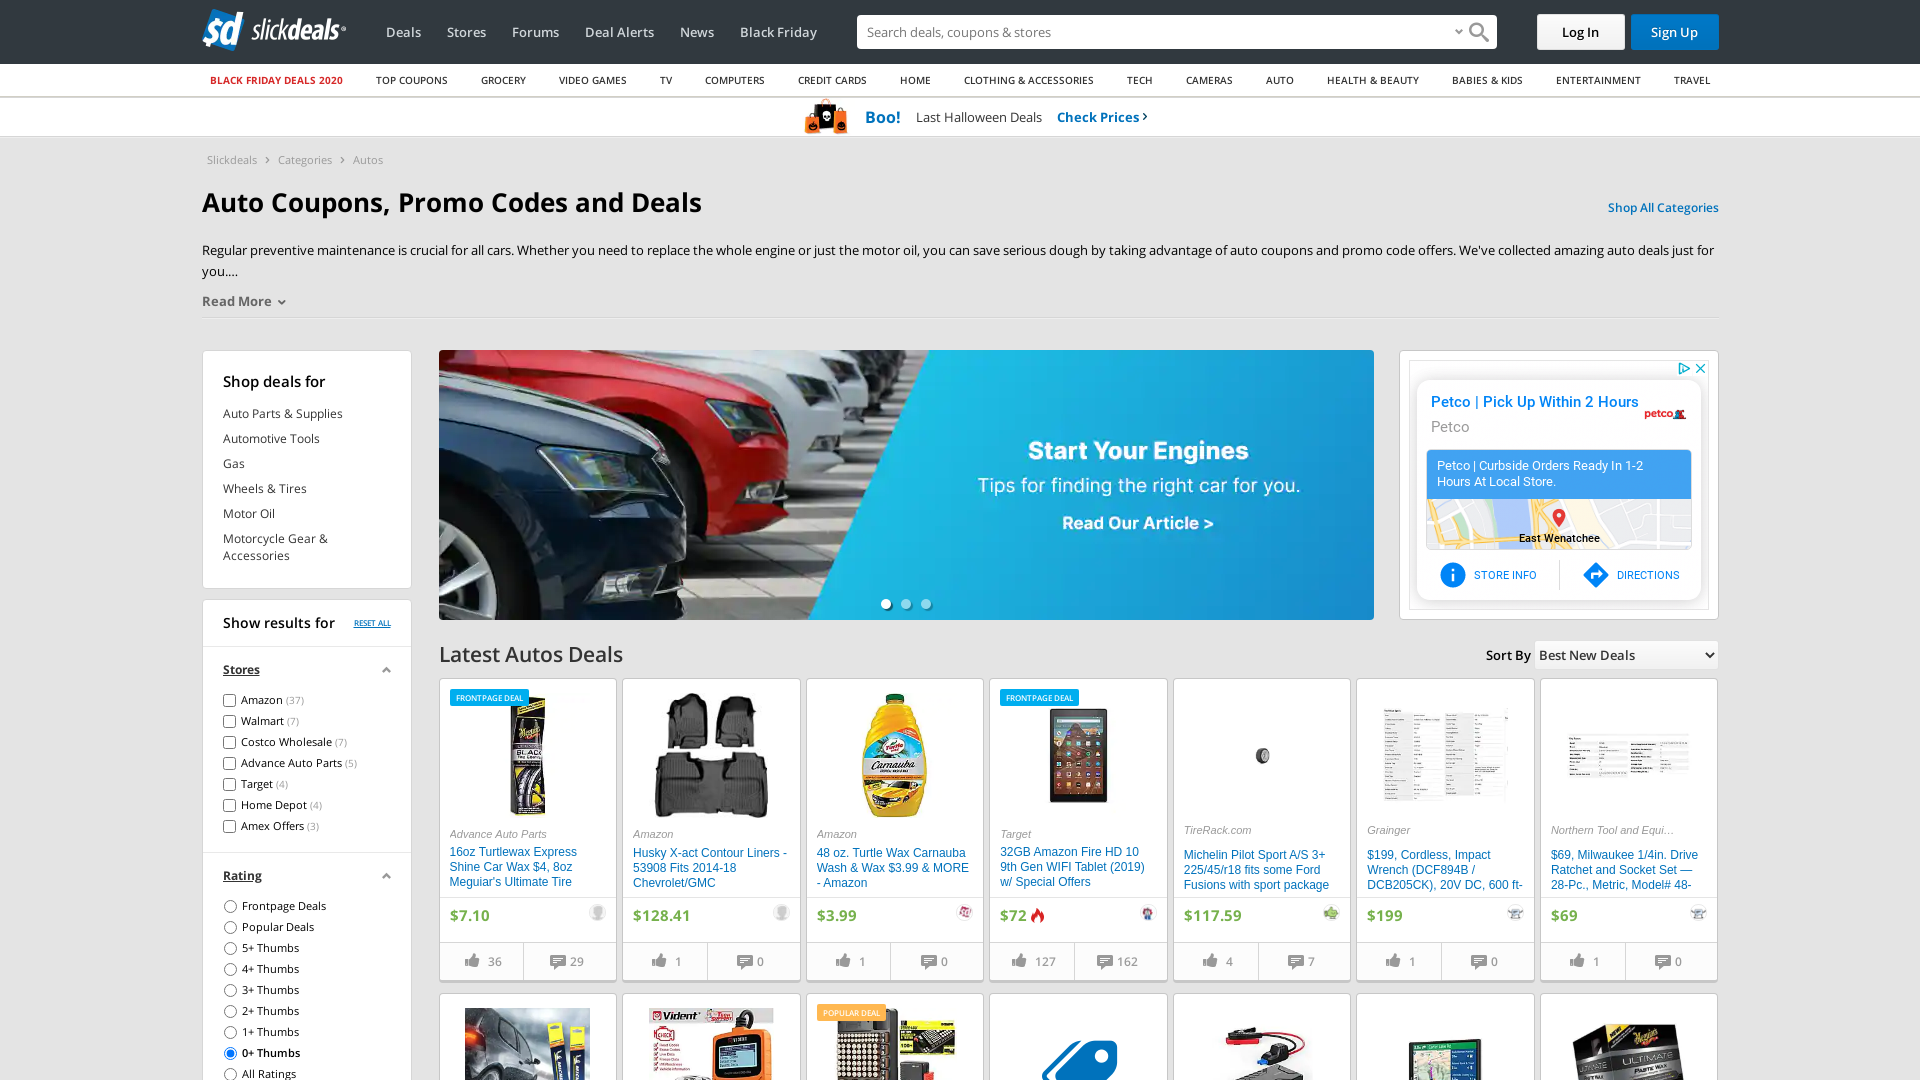 slickdeals
Deals
Stores
Forums
Deal Alerts
News
Black Friday
Search deals, coupons & stores
Log In
Sign Up
BLACK FRIDAY DEALS 2020
TOP COUPONS
GROCERY
VIDEO GAMES
TV
COMPUTERS
CREDIT CARDS
HOME
CLOTHING & ACCESSORIES
TECH
CAMERAS
AUTO
HEALTH & BEAUTY
BABIES & KIDS
ENTERTAINMENT
TRAVEL
Boo! Last Halloween Deals Check Prices
Slickdeals > Categories > Autos
Auto Coupons, Promo Codes and Deals
Shop All Categories
Regular preventive maintenance is crucial for all cars. Whether you need to replace the whole engine or just the motor oil, you can save serious dough by taking advantage of auto coupons and promo code offers. We've collected amazing auto deals just for
you.…
Read More
Shop deals for
Auto Parts & Supplies
Automotive Tools
Gas
Wheels & Tires
Motor Oil
Motorcycle Gear &
Accessories
Show results for
RESET ALL
Stores
Amazon (37)
Walmart (7)
Costco Wholesale (7)
Advance Auto Parts (5)
Target (4)
Home Depot (4)
Amex Offers (3)
Rating
Frontpage Deals
Popular Deals
5+ Thumbs
4+ Thumbs
3+ Thumbs
2+ Thumbs
1+ Thumbs
0+ Thumbs
All Ratings
Start Your Engines
Tips for finding the right car for you.
Read Our Article >
Petco | Pick Up Within 2 Hours
petco
Petco
Petco | Curbside Orders Ready In 1-2
Hours At Local Store.
East Wenatchee
STORE INFO
DIRECTIONS
Latest Autos Deals
Sort By Best New Deals
FRONTPAGE DEAL
Advance Auto Parts
16oz Turtlewax Express
Shine Car Wax $4, 8oz
Meguiar's Ultimate Tire
$7.10
36
29
Amazon
Husky X-act Contour Liners -
53908 Fits 2014-18
Chevrolet/GMC
$128.41
1
0
Turtle
Carnauba
Amazon
48 oz. Turtle Wax Carnauba
Wash & Wax $3.99 & MORE
- Amazon
$3.99
1
0
FRONTPAGE DEAL
Target
32GB Amazon Fire HD 10
9th Gen WIFI Tablet (2019)
w/ Special Offers
$72
127
162
TireRack.com
Michelin Pilot Sport A/S 3+
225/45/r18 fits some Ford
Fusions with sport package
$117.59
4
7
Grainger
$199, Cordless, Impact
Wrench (DCF894B /
DCB205CK), 20V DC, 600 ft-
$199
1
0
Northern Tool and Equi…
$69, Milwaukee 1/4in. Drive
Ratchet and Socket Set —
28-Pc., Metric, Model# 48-
$69
1
0
Vident
POPULAR DEAL
ULTIMATE